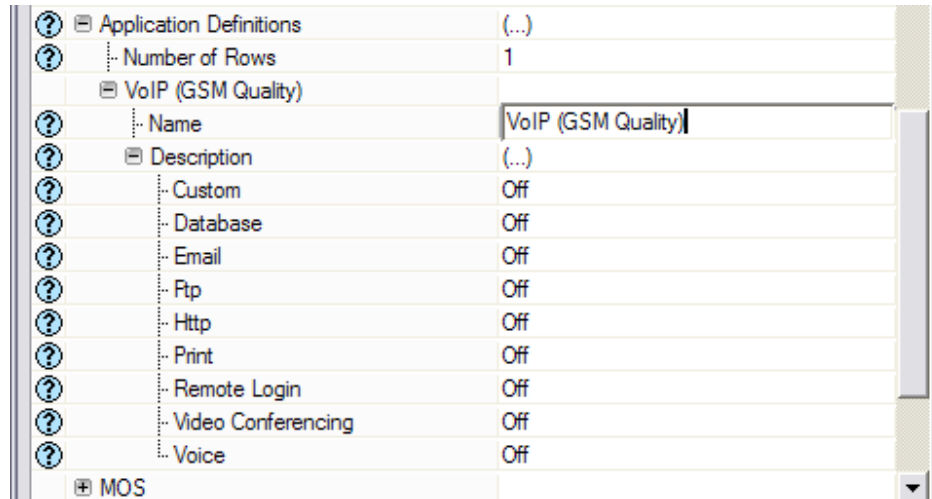 Application Definitions (...)
Number of Rows 1
VoIP (GSM Quality)
Name VoIP (GSM Quality)
Description (...)
Custom Off
Database Off
Email Off
Ftp Off
Http Off
Print Off
Remote Login Off
Video Conferencing Off
Voice Off
MOS